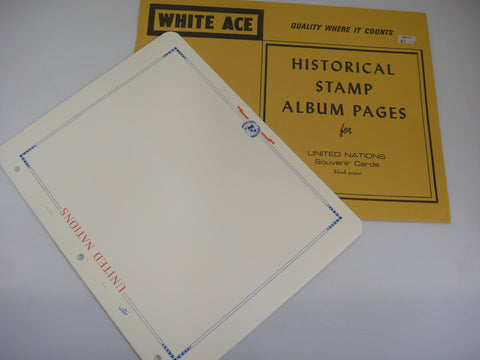 WHITE ACE
QUALITY WHERE IT COUNTS
HISTORICAL
STAMP
ALBUM PAGES
for
UNITED NATIONS
Souvenir Cards
blank pages
UNITED NATIONS